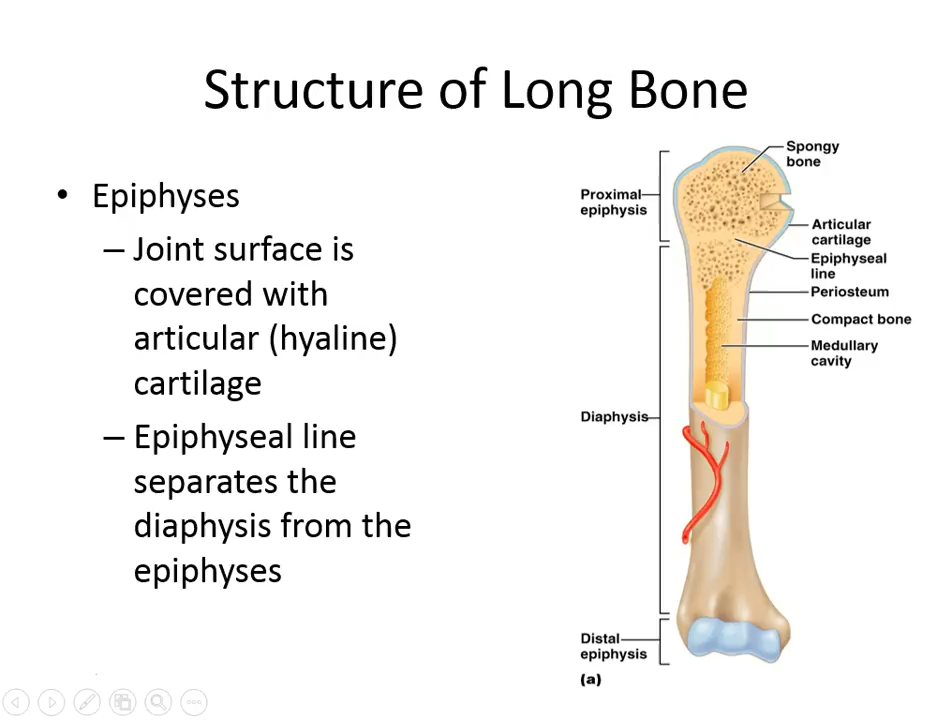 Structure of Long Bone
• Epiphyses
– Joint surface is
covered with
articular (hyaline)
cartilage
– Epiphyseal line
separates the
diaphysis from the
epiphyses
Spongy
bone
Proximal
epiphysis
Articular
cartilage
Epiphyseal
line
Periosteum
Compact bone
Medullary
cavity
Diaphysis
Distal
epiphysis
(a)